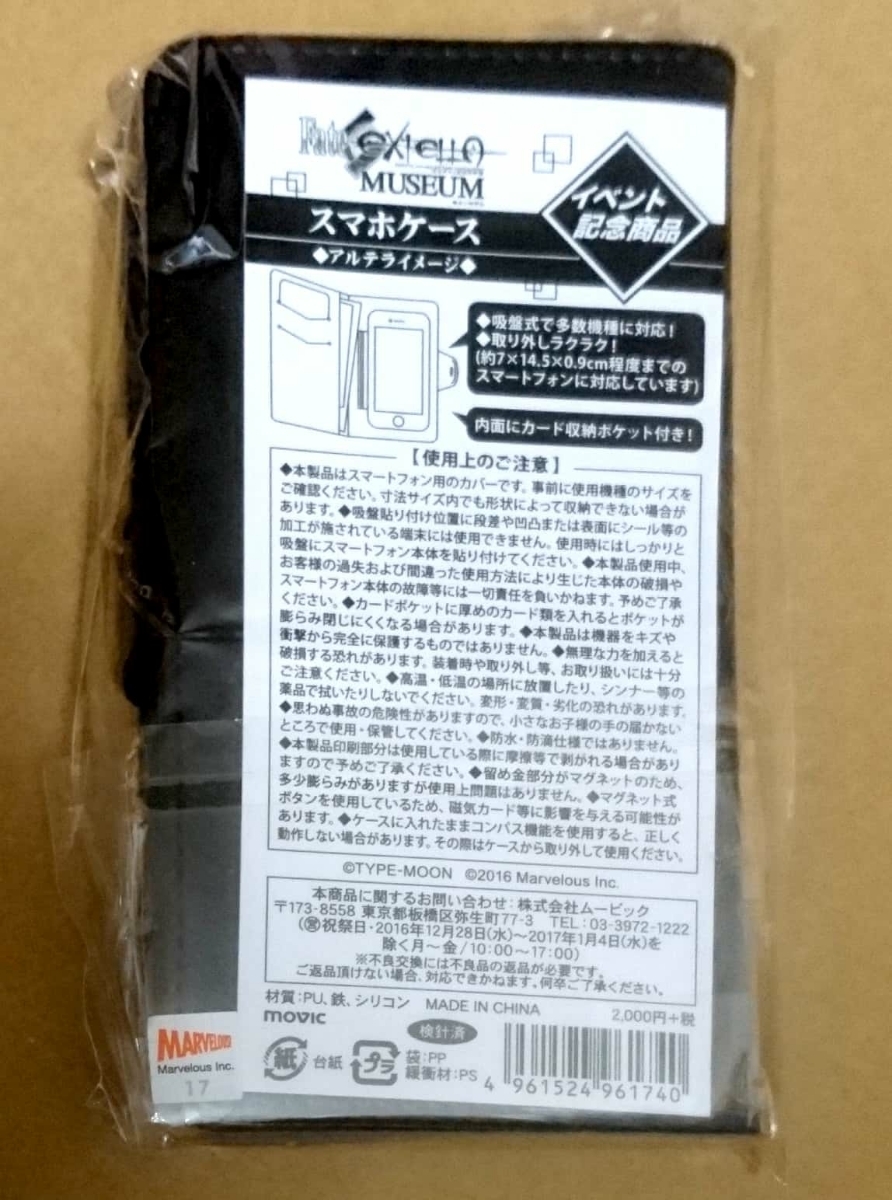 Fate/EXTELLA
MUSEUM
スマホケース
◆アルテライメージ◆
イベント
記念商品
◆吸盤式で多数機種に対応!
◆取り外しラクラク!
(約7×14.5×0.9cm程度までの
スマートフォンに対応しています)
内面にカード収納ポケット付き!
【使用上のご注意】
◆本製品はスマートフォン用のカバーです。事前に使用機種のサイズを
ご確認ください。寸法サイズ内でも形状によって収納できない場合が
あります。◆吸盤貼り付け位置に段差や凹凸または表面にシール等の
加工が施されている端末には使用できません。使用時にはしっかりと
吸盤にスマートフォン本体を貼り付けてください。◆本製品使用中、
お客様の過失および間違った使用方法により生じた本体の破損や
スマートフォン本体の故障等には一切責任を負いかねます。予めご了承
ください。◆カードポケットに厚めのカード類を入れるとポケットが
膨らみ閉じにくくなる場合があります。◆本製品は機器をキズや
衝撃から完全に保護するものではありません。◆無理な力を加えると
破損する恐れがあります。装着時や取り外し等、お取り扱いには十分
ご注意ください。◆高温・低温の場所に放置したり、シンナー等の
薬品で拭いたりしないでください。変形・変質・劣化の恐れがあります。
◆思わぬ事故の危険性がありますので、小さなお子様の手の届かない
ところで使用・保管してください。◆防水・防滴仕様ではありません。
◆本製品印刷部分は使用している際に摩擦等で剥がれる場合があり
ますので予めご了承ください。◆留め金部分がマグネットのため、
多少膨らみがありますが使用上問題はありません。◆マグネット式
ボタンを使用しているため、磁気カード等に影響を与える可能性が
あります。◆ケースに入れたままコンパス機能を使用すると、正しく
動作しない場合があります。その際はケースから取り外して使用ください。
©TYPE-MOON ©2016 Marvelous Inc.
本商品に関するお問い合わせ:株式会社ムービック
〒173-8558 東京都板橋区弥生町77-3 TEL:03-3972-1222
(㊡祝祭日・2016年12月28日(水)〜2017年1月4日(水)を
除く月〜金/10:00〜17:00)
※不良交換には不良品の返品が必要です。
ご返品頂けない場合、対応できかねます。何卒ご了承ください。
材質:PU、鉄、シリコン MADE IN CHINA 2,000円+税
movic 検針済
紙 台紙 プラ 袋:PP
緩衝材:PS
4 961524 961740
MARVELOUS!
Marvelous Inc.
17